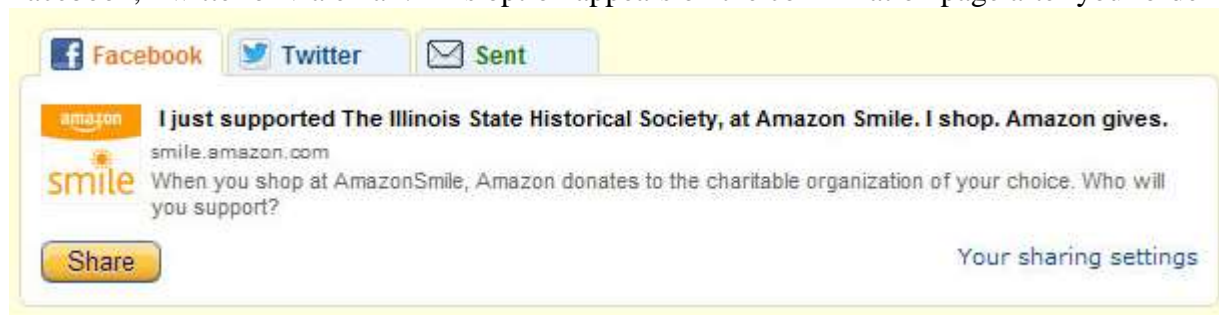 Facebook Twitter Sent
amazon
smile
I just supported The Illinois State Historical Society, at Amazon Smile. I shop. Amazon gives.
smile.amazon.com
When you shop at AmazonSmile, Amazon donates to the charitable organization of your choice. Who will
you support?
Share Your sharing settings